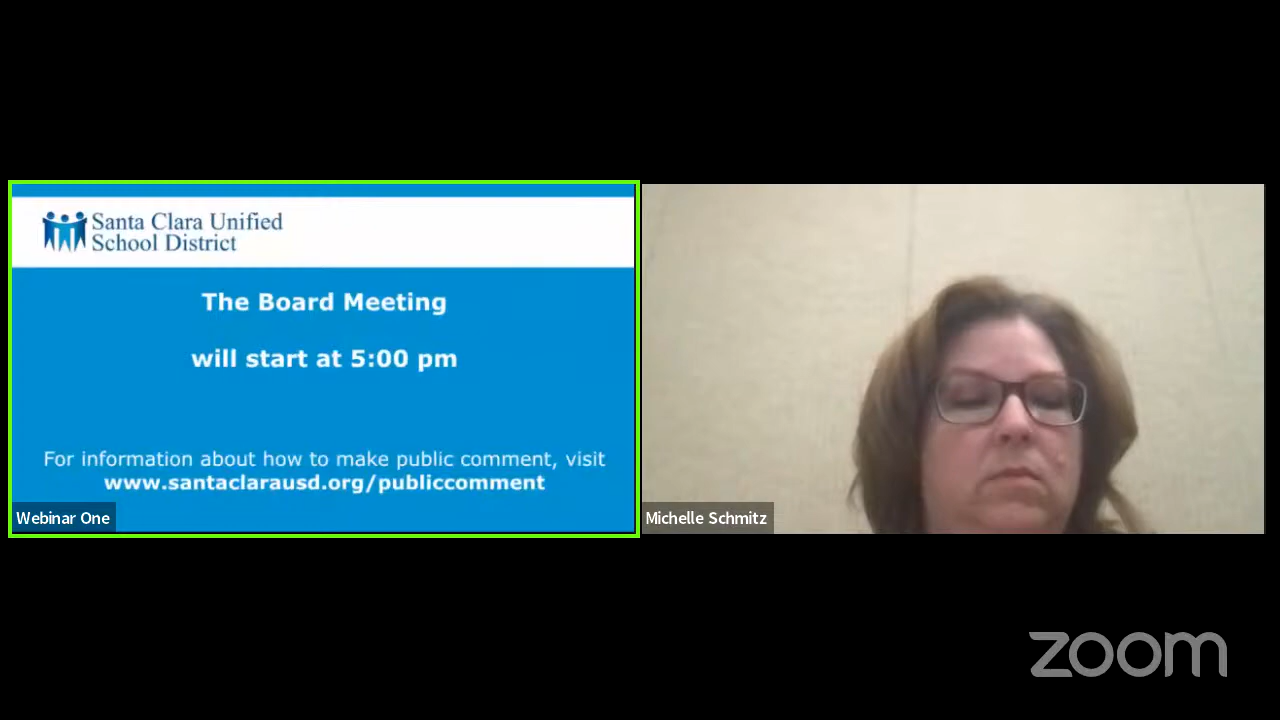 Santa Clara Unified
School District
The Board Meeting
will start at 5:00 pm
For information about how to make public comment, visit
www.santaclarausd.org/publiccomment
Webinar One
Michelle Schmitz
zoom